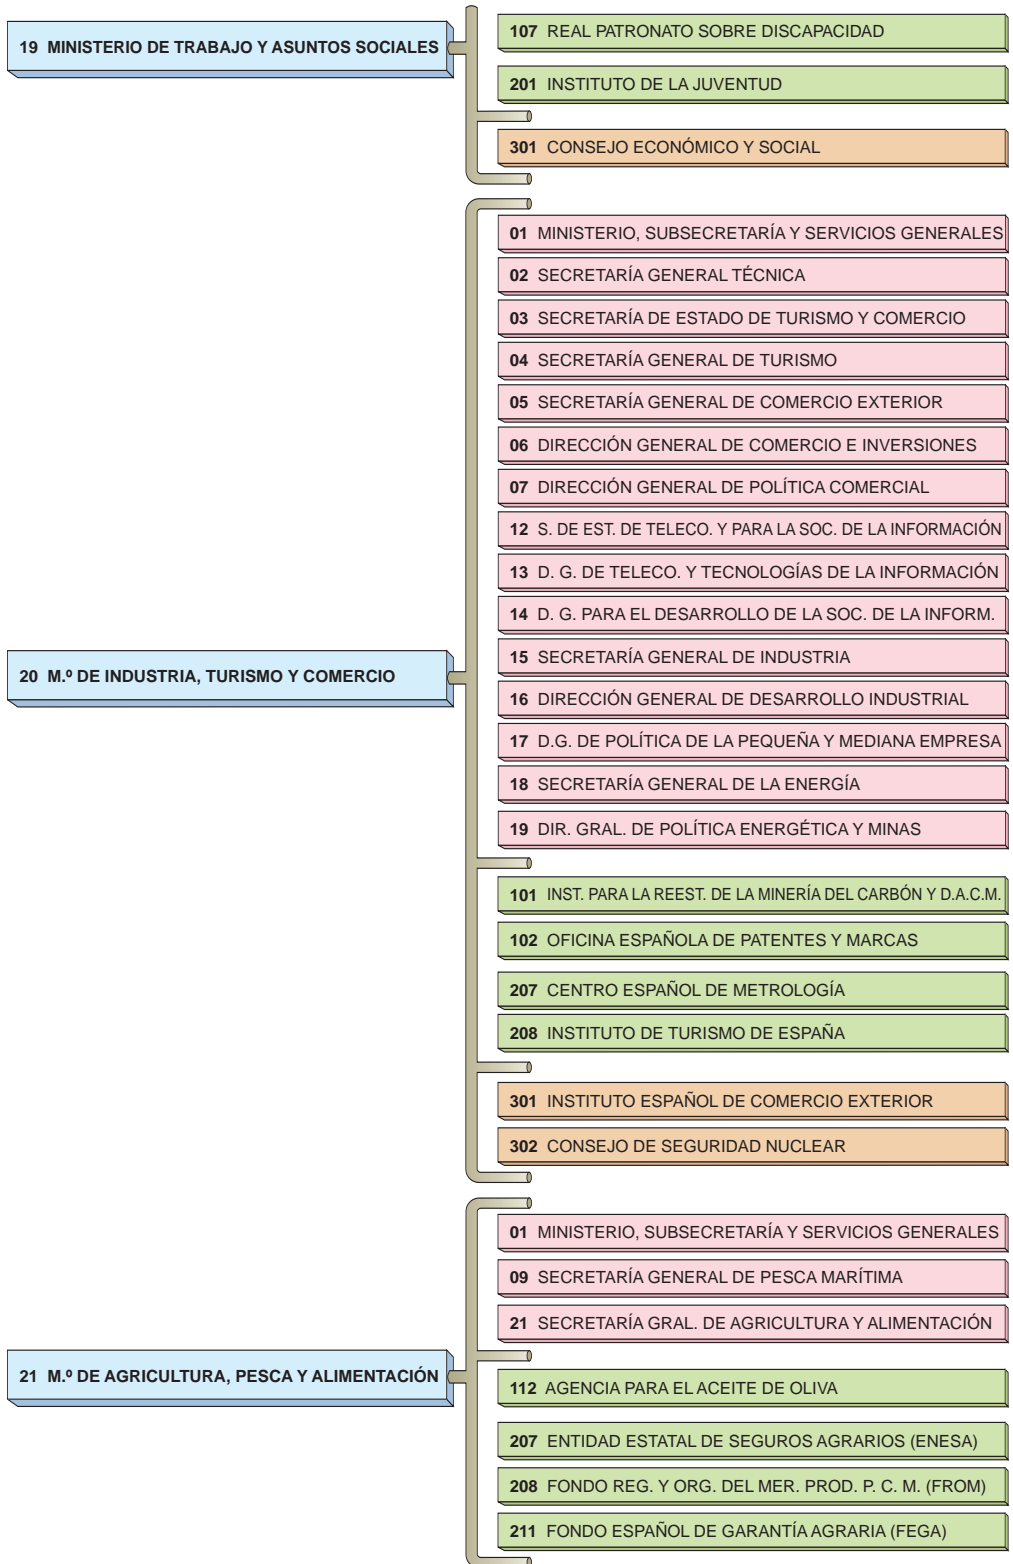 19 MINISTERIO DE TRABAJO Y ASUNTOS SOCIALES
107 REAL PATRONATO SOBRE DISCAPACIDAD
201 INSTITUTO DE LA JUVENTUD
301 CONSEJO ECONÓMICO Y SOCIAL
20 M.º DE INDUSTRIA, TURISMO Y COMERCIO
01 MINISTERIO, SUBSECRETARÍA Y SERVICIOS GENERALES
02 SECRETARÍA GENERAL TÉCNICA
03 SECRETARÍA DE ESTADO DE TURISMO Y COMERCIO
04 SECRETARÍA GENERAL DE TURISMO
05 SECRETARÍA GENERAL DE COMERCIO EXTERIOR
06 DIRECCIÓN GENERAL DE COMERCIO E INVERSIONES
07 DIRECCIÓN GENERAL DE POLÍTICA COMERCIAL
12 S. DE EST. DE TELECO. Y PARA LA SOC. DE LA INFORMACIÓN
13 D. G. DE TELECO. Y TECNOLOGÍAS DE LA INFORMACIÓN
14 D. G. PARA EL DESARROLLO DE LA SOC. DE LA INFORM.
15 SECRETARÍA GENERAL DE INDUSTRIA
16 DIRECCIÓN GENERAL DE DESARROLLO INDUSTRIAL
17 D.G. DE POLÍTICA DE LA PEQUEÑA Y MEDIANA EMPRESA
18 SECRETARÍA GENERAL DE LA ENERGÍA
19 DIR. GRAL. DE POLÍTICA ENERGÉTICA Y MINAS
101 INST. PARA LA REEST. DE LA MINERÍA DEL CARBÓN Y D.A.C.M.
102 OFICINA ESPAÑOLA DE PATENTES Y MARCAS
207 CENTRO ESPAÑOL DE METROLOGÍA
208 INSTITUTO DE TURISMO DE ESPAÑA
301 INSTITUTO ESPAÑOL DE COMERCIO EXTERIOR
302 CONSEJO DE SEGURIDAD NUCLEAR
21 M.º DE AGRICULTURA, PESCA Y ALIMENTACIÓN
01 MINISTERIO, SUBSECRETARÍA Y SERVICIOS GENERALES
09 SECRETARÍA GENERAL DE PESCA MARÍTIMA
21 SECRETARÍA GRAL. DE AGRICULTURA Y ALIMENTACIÓN
112 AGENCIA PARA EL ACEITE DE OLIVA
207 ENTIDAD ESTATAL DE SEGUROS AGRARIOS (ENESA)
208 FONDO REG. Y ORG. DEL MER. PROD. P. C. M. (FROM)
211 FONDO ESPAÑOL DE GARANTÍA AGRARIA (FEGA)